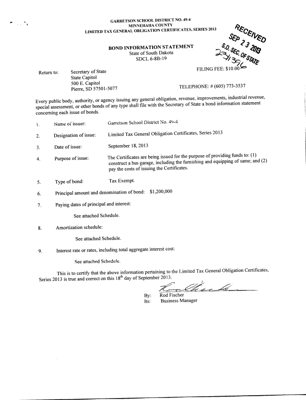 GARRETSON SCHOOL DISTRICT NO. 49-4
MINNEHAHA COUNTY
LIMITED TAX GENERAL OBLIGATION CERTIFICATES, SERIES 2013
RECEIVED
SEP 23 2013
S.D. SEC. OF STATE
BOND INFORMATION STATEMENT
State of South Dakota
SDCL 6-8B-19
Return to: Secretary of State
FILING FEE: $10.00
State Capitol
500 E. Capitol
Pierre, SD 57501-5077
TELEPHONE: # (605) 773-3537
Every public body, authority, or agency issuing any general obligation, revenue, improvements, industrial revenue,
special assessment, or other bonds of any type shall file with the Secretary of State a bond information statement
concerning each issue of bonds.
1. Name of issuer: Garretson School District No. 49-4
2. Designation of issue: Limited Tax General Obligation Certificates, Series 2013
3. Date of issue: September 18, 2013
4. Purpose of issue: The Certificates are being issued for the purpose of providing funds to: (1)
construct a bus garage, including the furnishing and equipping of same; and (2)
pay the costs of issuing the Certificates.
5. Type of bond: Tax Exempt.
6. Principal amount and denomination of bond: $1,200,000
7. Paying dates of principal and interest:
See attached Schedule.
8. Amortization schedule:
See attached Schedule.
9. Interest rate or rates, including total aggregate interest cost:
See attached Schedule.
This is to certify that the above information pertaining to the Limited Tax General Obligation Certificates,
Series 2013 is true and correct on this 18th day of September 2013.
By: Rod Fischer
Its: Business Manager